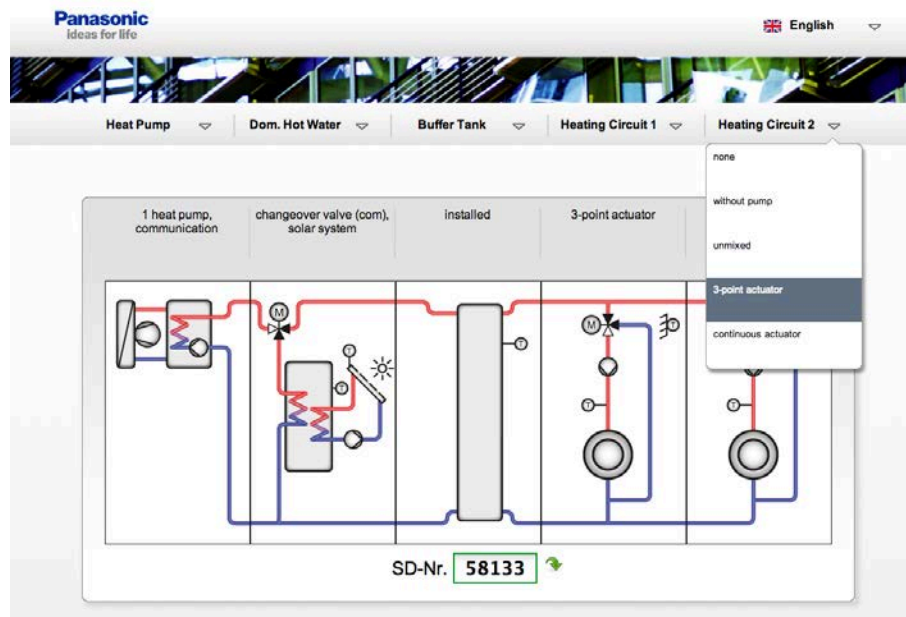 Panasonic
ideas for life
English
Heat Pump
Dom. Hot Water
Buffer Tank
Heating Circuit 1
Heating Circuit 2
none
without pump
unmixed
3-point actuator
continuous actuator
1 heat pump,
communication
changeover valve (com),
solar system
installed
3-point actuator
M
T
T
T
M
T
T
T
SD-Nr. 58133